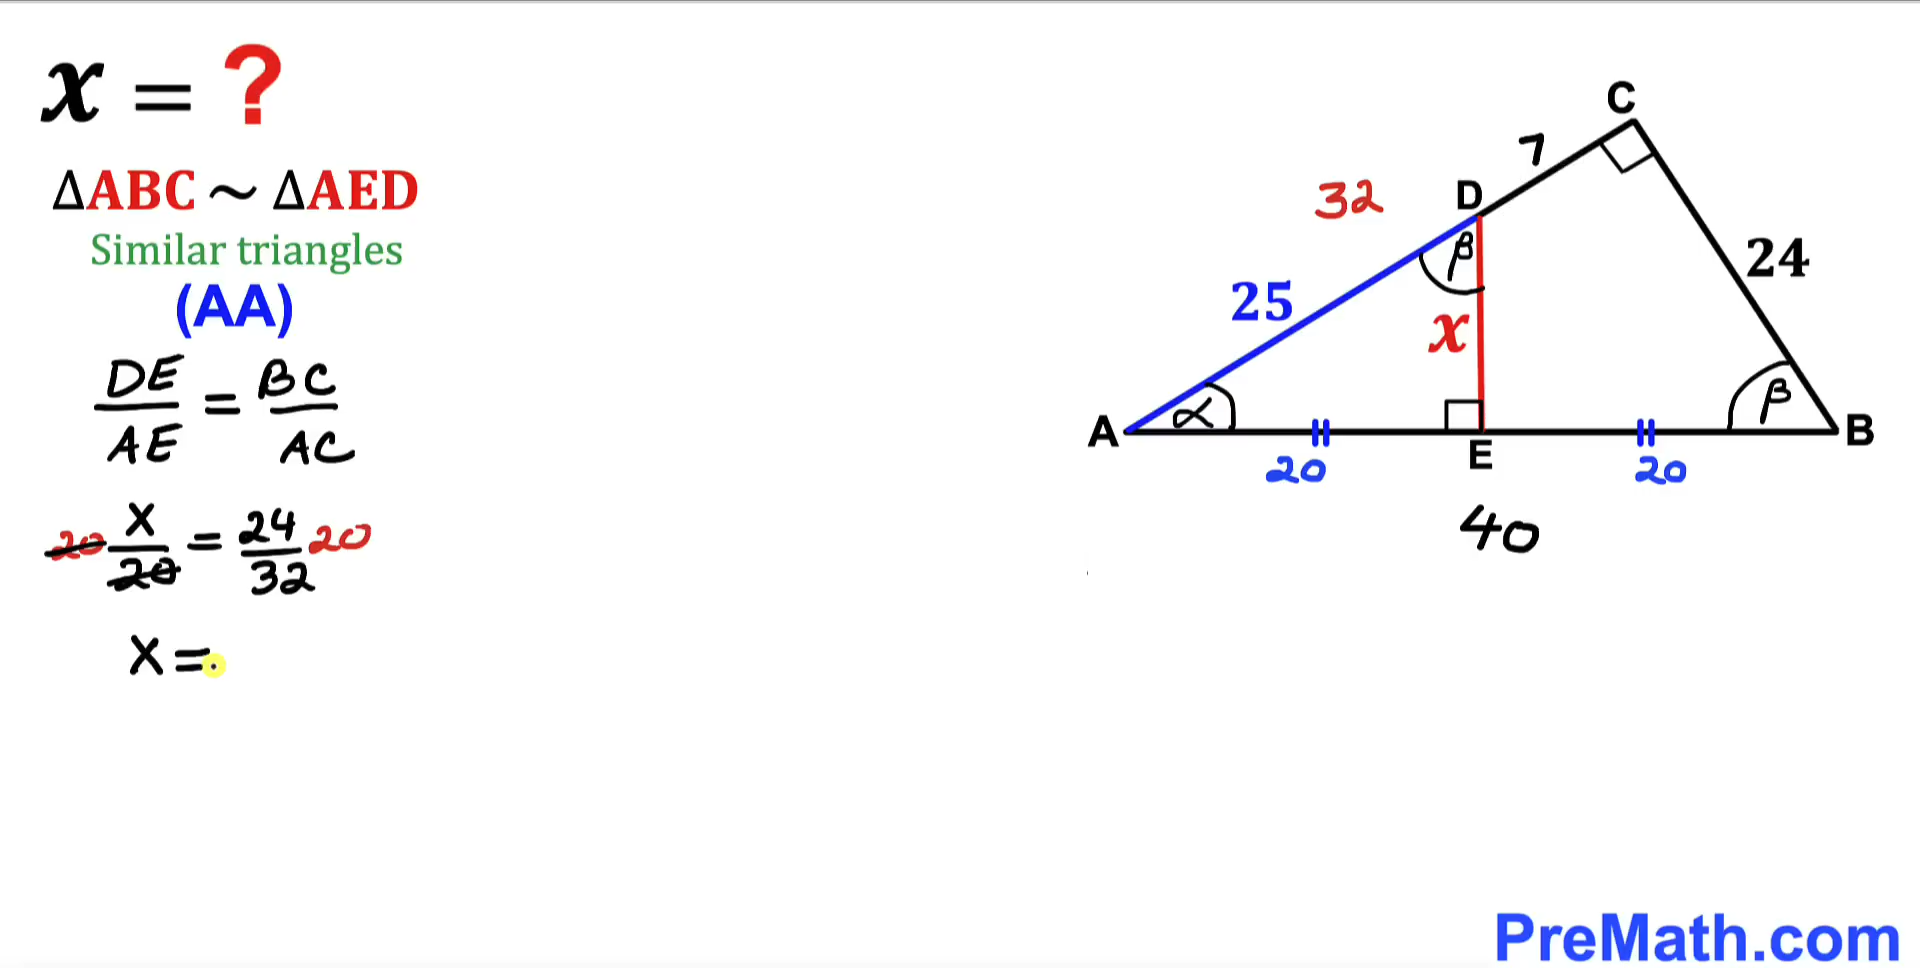 x = ?
ΔABC ~ ΔAED
Similar triangles
(AA)
DE/AE = BC/AC
20 x/20 = 24/32 20
x =
C
7
32
D
β
24
25
x
β
A
α
E
B
20
20
40
PreMath.com